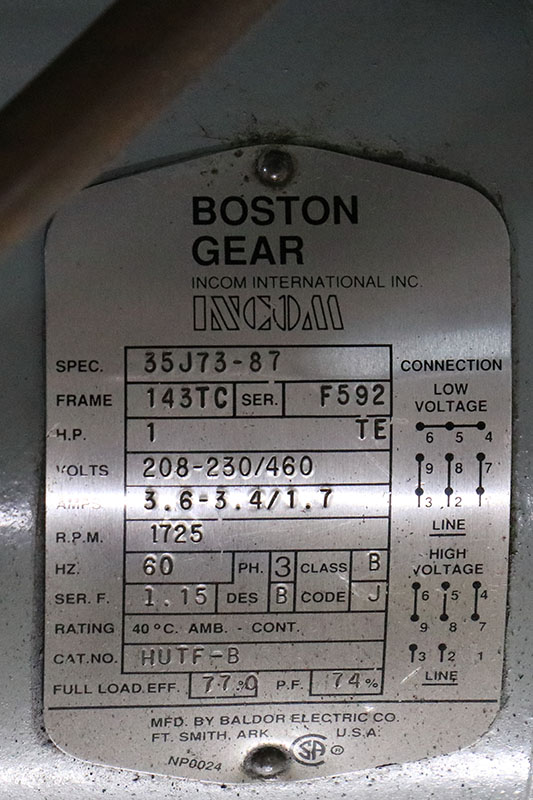 BOSTON
GEAR
INCOM INTERNATIONAL INC.
INCOM
SPEC. 35J73-87
FRAME 143TC SER. F592
H.P. 1 TE
VOLTS 208-230/460
AMPS 3.6-3.4/1.7
R.P.M. 1725
HZ. 60 PH. 3 CLASS B
SER. F. 1.15 DES B CODE J
RATING 40°C. AMB. - CONT.
CAT.NO. HUTF-B
FULL LOAD.EFF. 77.0% P.F. 74%
CONNECTION
LOW
VOLTAGE
6 5 4
9 8 7
3 2 1
LINE
HIGH
VOLTAGE
6 5 4
9 8 7
3 2 1
LINE
MFD. BY BALDOR ELECTRIC CO.
FT. SMITH, ARK. U.S.A.
NP0024 SA ®